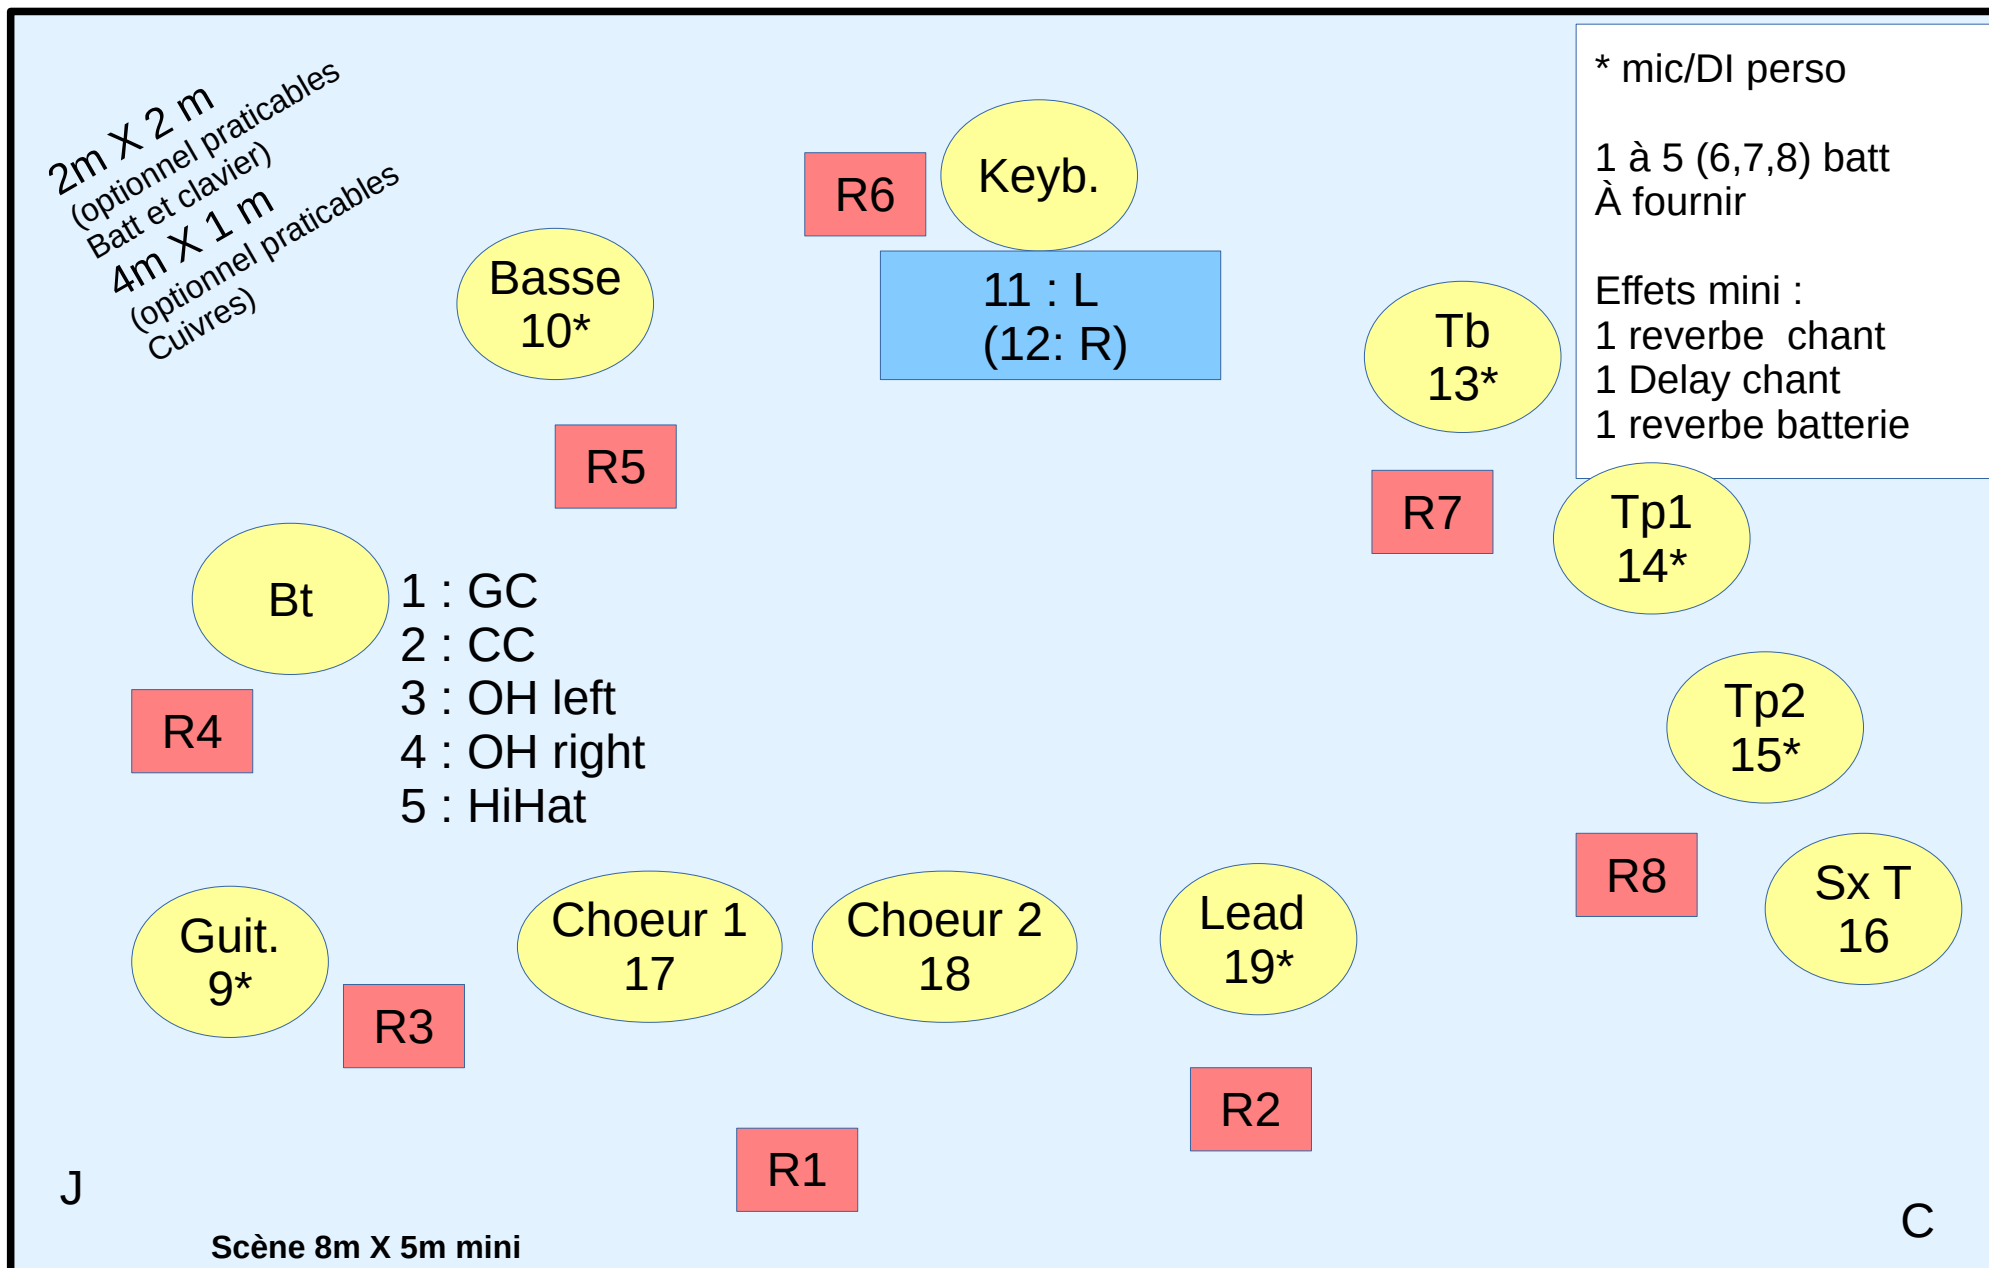 2m X 2 m
(optionnel praticables
Batt et clavier)
4m X 1 m
(optionnel praticables
Cuivres)
* mic/DI perso
1 à 5 (6,7,8) batt
À fournir
Effets mini :
1 reverbe  chant
1 Delay chant
1 reverbe batterie
R6
Keyb.
11 : L
(12: R)
Basse
10*
Tb
13*
R5
R7
Tp1
14*
Bt
1 : GC
2 : CC
3 : OH left
4 : OH right
5 : HiHat
R4
Tp2
15*
R8
Sx T
16
Guit.
9*
Choeur 1
17
Choeur 2
18
Lead
19*
R3
R2
R1
J
C
Scène 8m X 5m mini